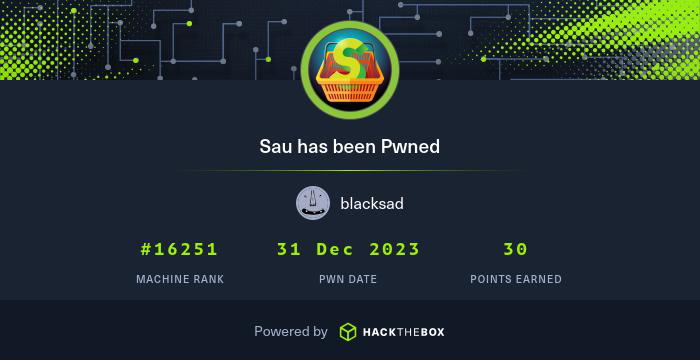 Sau has been Pwned
blacksad
#16251 31 Dec 2023 30
MACHINE RANK PWN DATE POINTS EARNED
Powered by HACKTHEBOX